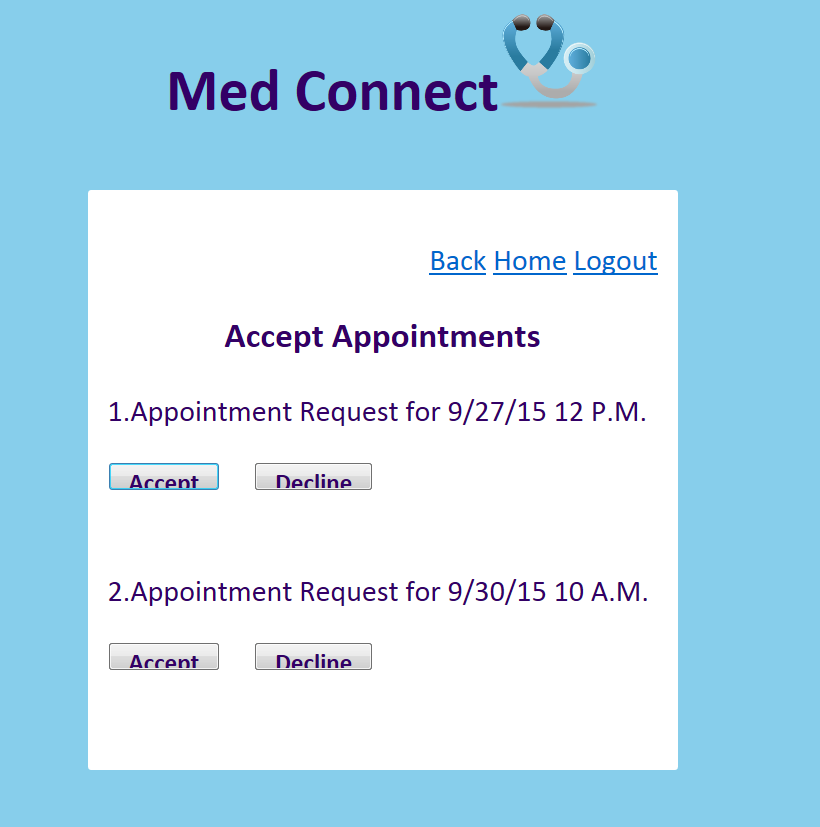 Med Connect
Back Home Logout
Accept Appointments
1.Appointment Request for 9/27/15 12 P.M.
Accept Decline
2.Appointment Request for 9/30/15 10 A.M.
Accept Decline